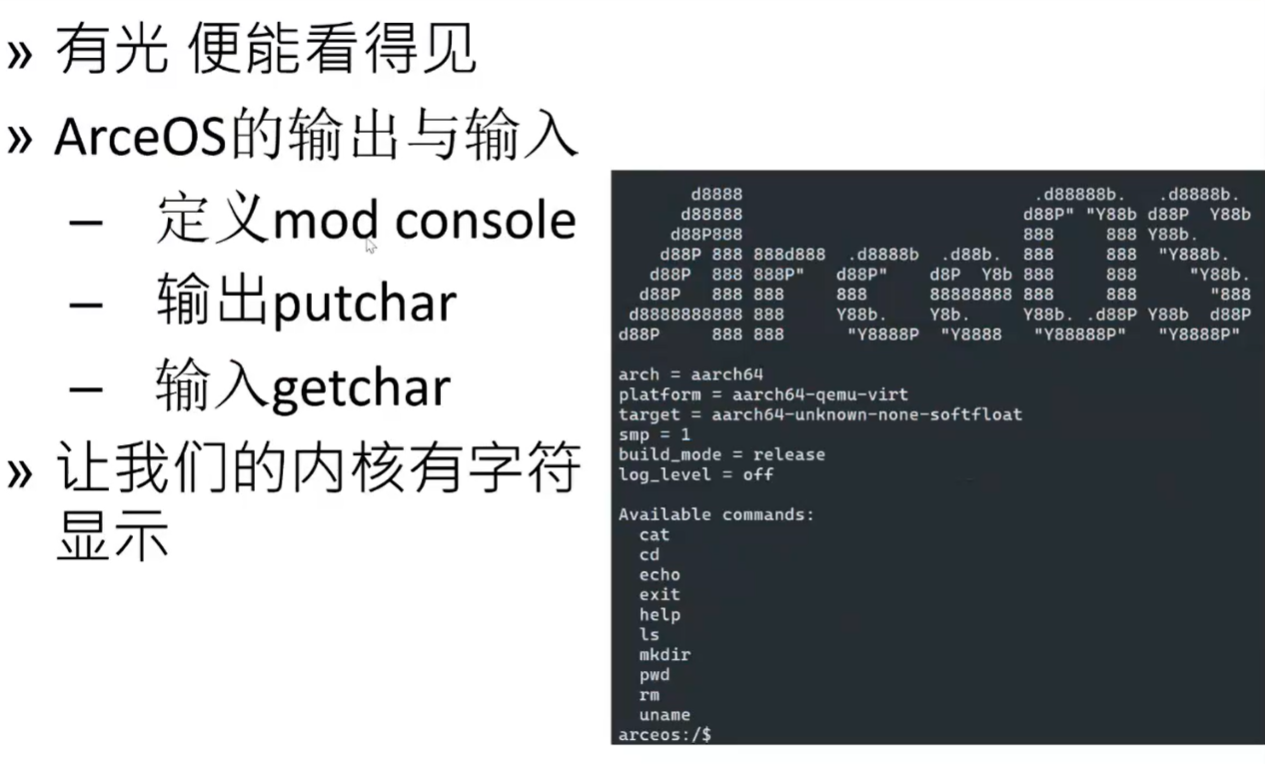 » 有光 便能看得见
» ArceOS的输出与输入
– 定义mod console
– 输出putchar
– 输入getchar
» 让我们的内核有字符
显示
       d8888                            .d88888b.   .d8888b.
      d88888                           d88P" "Y88b d88P  Y88b
     d88P888                           888     888 Y88b.
    d88P 888 888d888  .d8888b  .d88b.  888     888  "Y888b.
   d88P  888 888P"   d88P"    d8P  Y8b 888     888     "Y88b.
  d88P   888 888     888      88888888 888     888       "888
 d8888888888 888     Y88b.    Y8b.     Y88b. .d88P Y88b  d88P
d88P     888 888      "Y8888P  "Y8888   "Y88888P"   "Y8888P"
arch = aarch64
platform = aarch64-qemu-virt
target = aarch64-unknown-none-softfloat
smp = 1
build_mode = release
log_level = off
Available commands:
cat
cd
echo
exit
help
ls
mkdir
pwd
rm
uname
arceos:/$